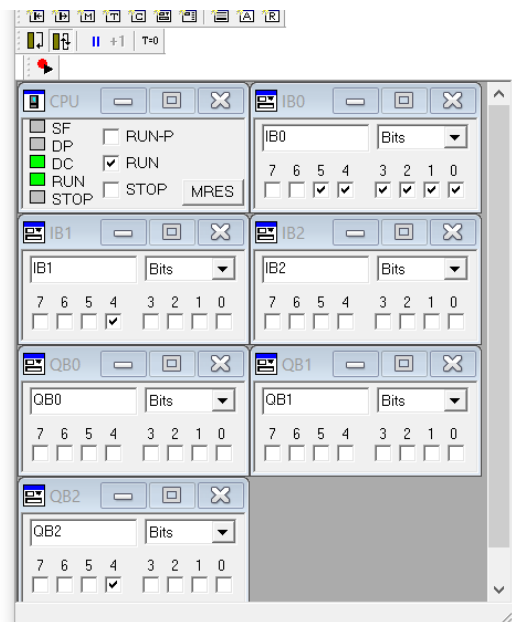 +1 T=0
CPU
SF
DP
DC
RUN
STOP
RUN-P
RUN
STOP
MRES
IB0
IB0 Bits
7 6 5 4 3 2 1 0
IB1
IB1 Bits
7 6 5 4 3 2 1 0
IB2
IB2 Bits
7 6 5 4 3 2 1 0
QB0
QB0 Bits
7 6 5 4 3 2 1 0
QB1
QB1 Bits
7 6 5 4 3 2 1 0
QB2
QB2 Bits
7 6 5 4 3 2 1 0